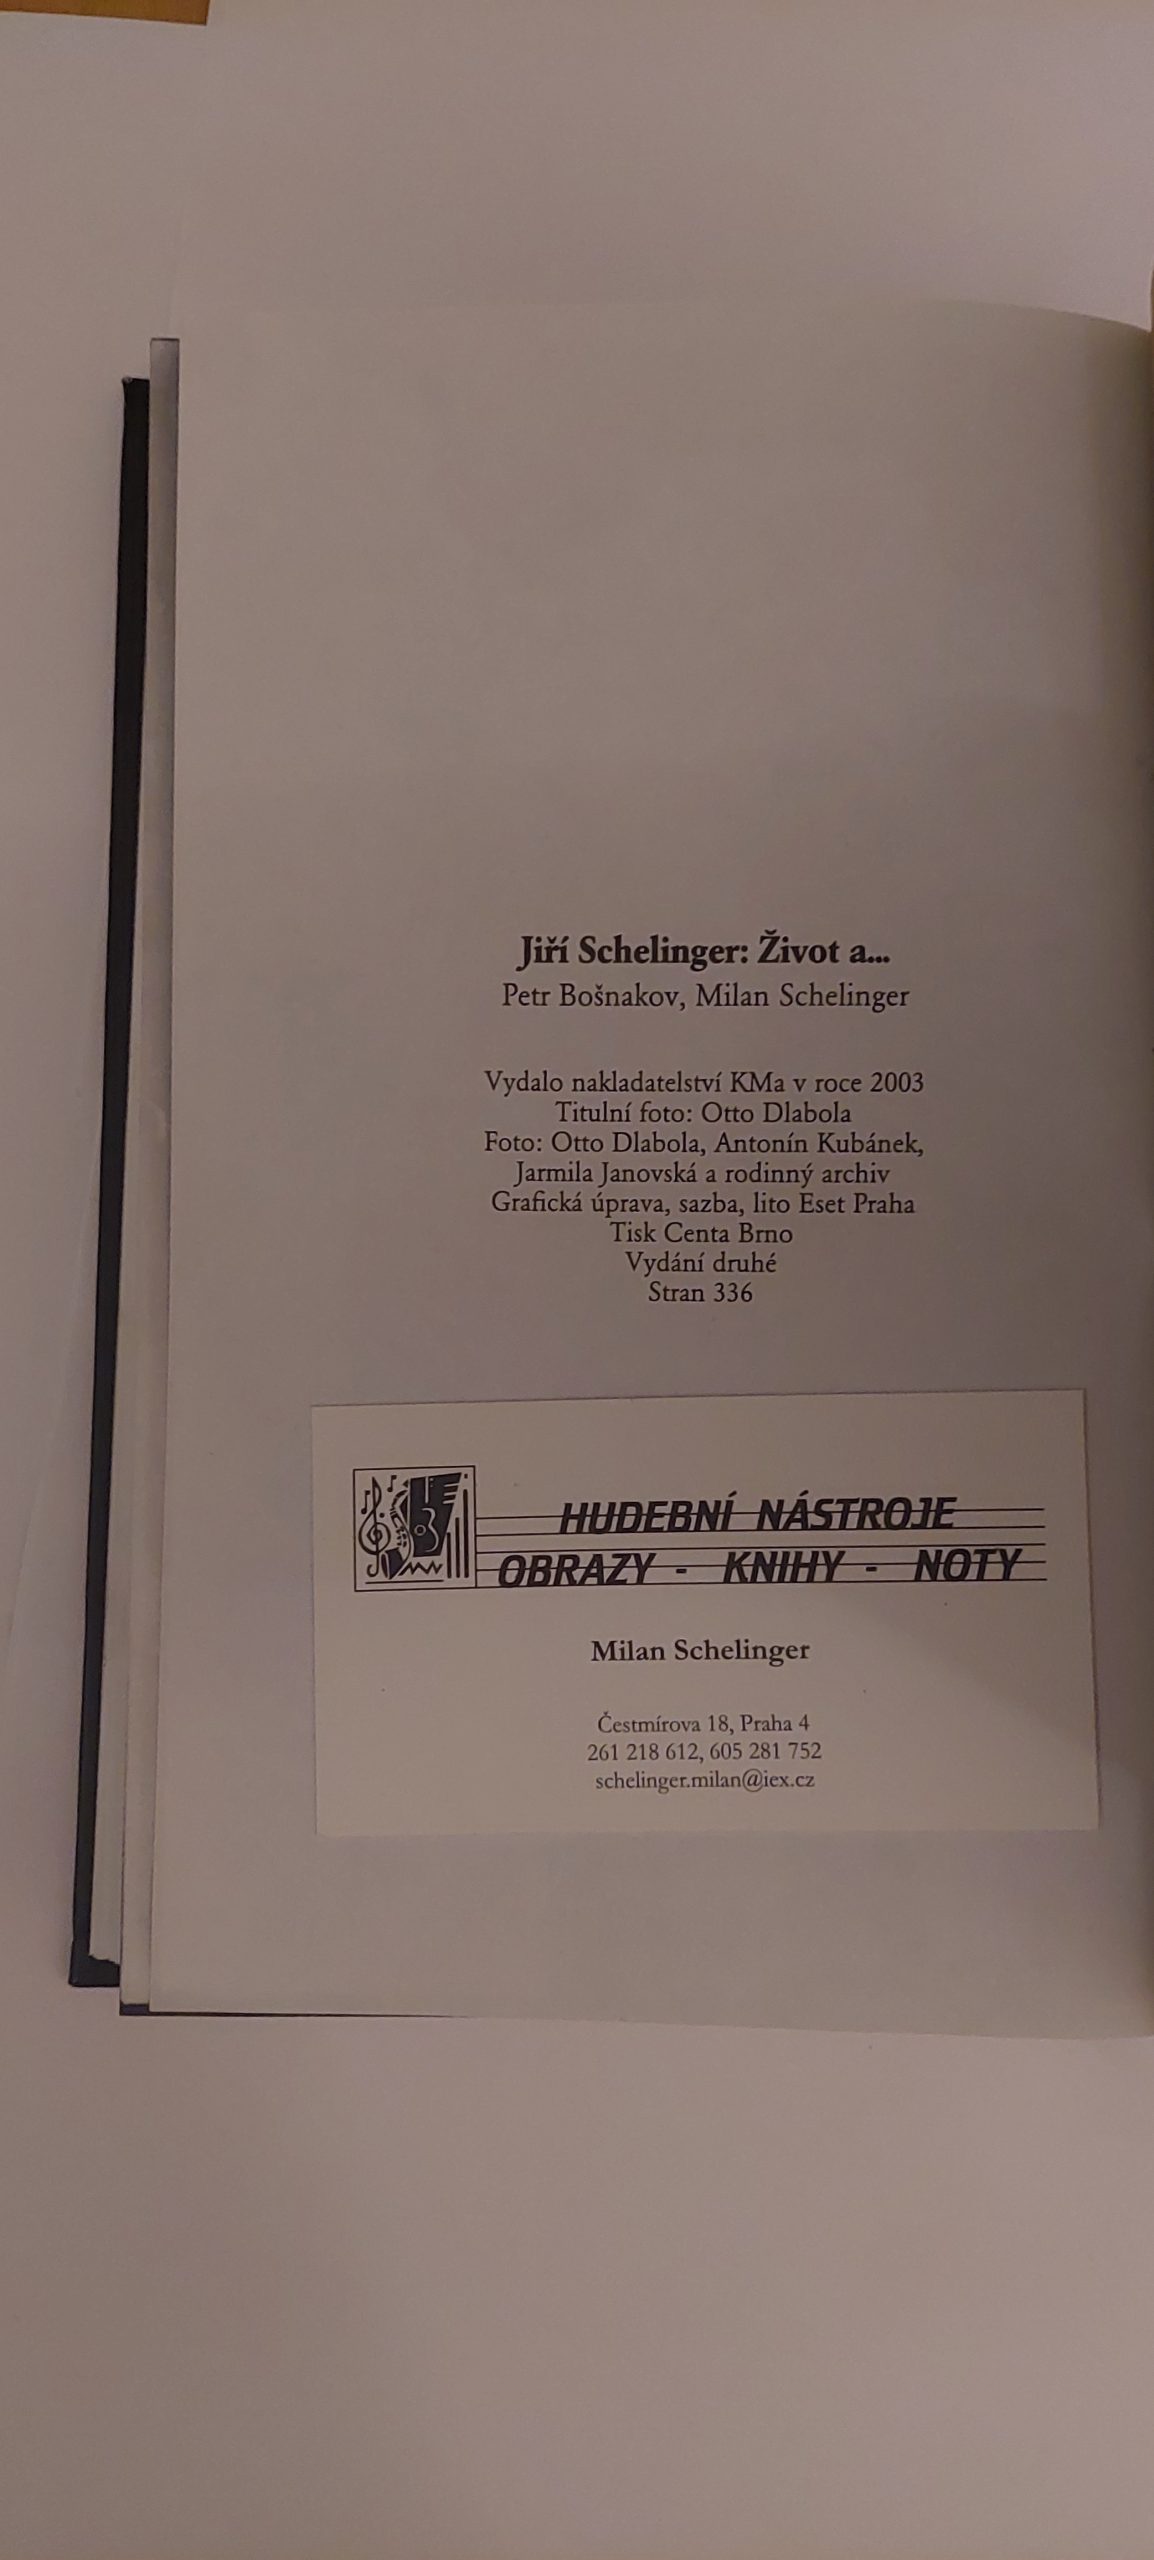 Jiří Schelinger: Život a...
Petr Bošnakov, Milan Schelinger
Vydalo nakladatelství KMa v roce 2003
Titulní foto: Otto Dlabola
Foto: Otto Dlabola, Antonín Kubánek,
Jarmila Janovská a rodinný archiv
Grafická úprava, sazba, lito Eset Praha
Tisk Centa Brno
Vydání druhé
Stran 336
HUDEBNÍ NÁSTROJE
OBRAZY - KNIHY - NOTY
Milan Schelinger
Čestmírova 18, Praha 4
261 218 612, 605 281 752
schelinger.milan@iex.cz